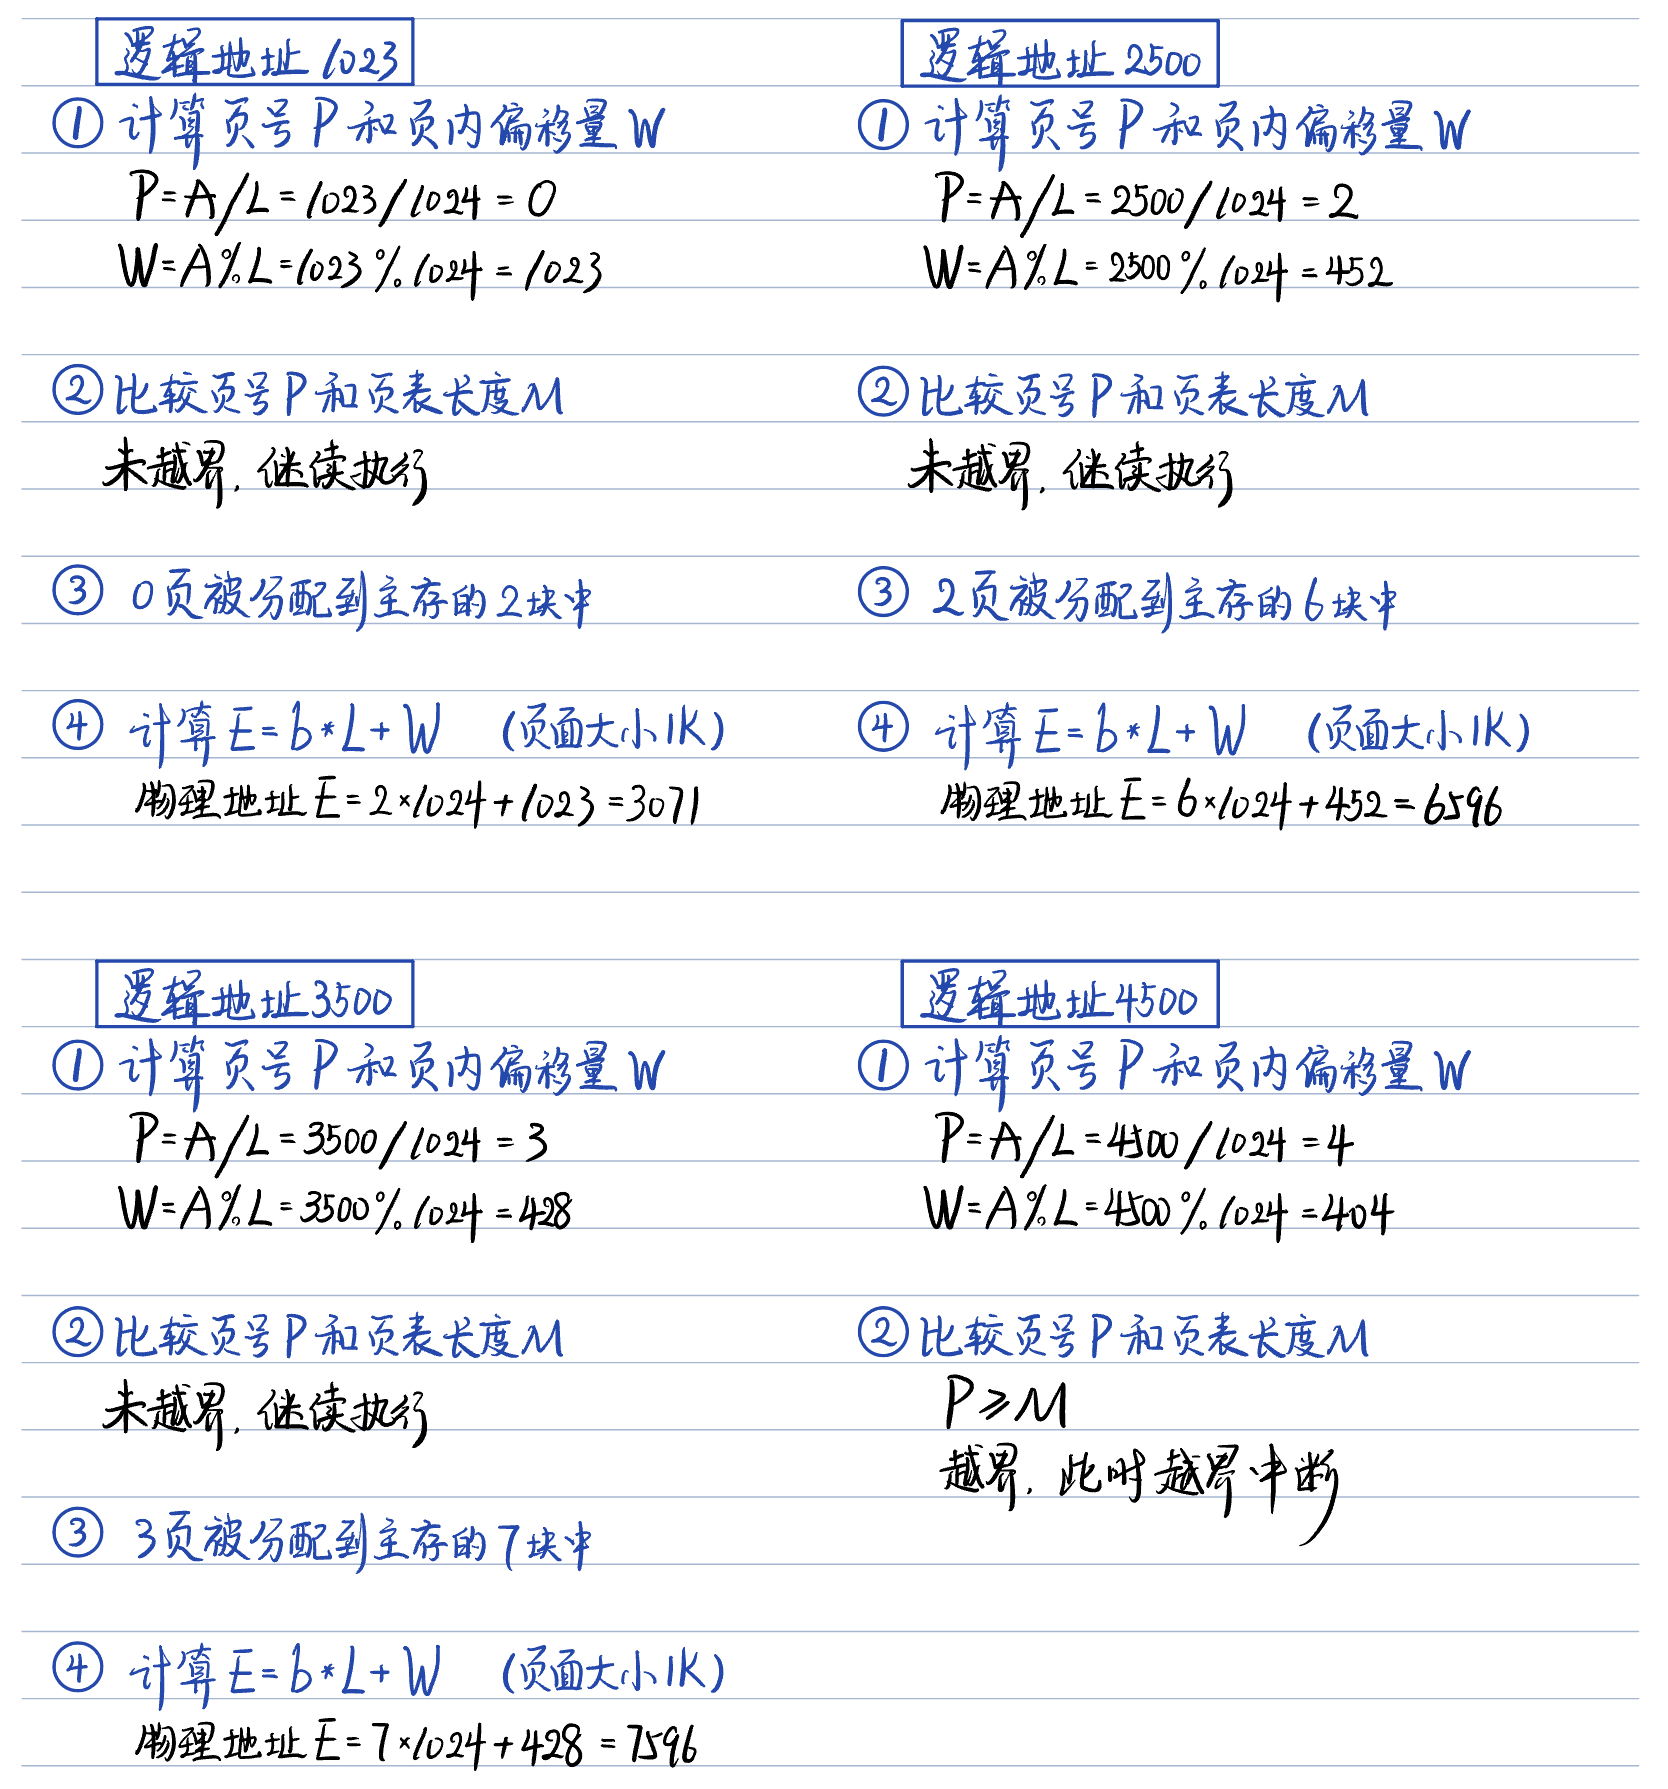 逻辑地址 1023
① 计算页号 P 和页内偏移量 W
P=A/L=1023/1024=0
W=A%L=1023%1024=1023
② 比较页号 P 和页表长度 M
未越界, 继续执行
③ 0页被分配到主存的2块中
④ 计算 E=b*L+W (页面大小1K)
物理地址 E=2×1024+1023=3071
逻辑地址 2500
① 计算页号 P 和页内偏移量 W
P=A/L=2500/1024=2
W=A%L=2500%1024=452
② 比较页号 P 和页表长度 M
未越界, 继续执行
③ 2页被分配到主存的6块中
④ 计算 E=b*L+W (页面大小1K)
物理地址 E=6×1024+452=6596
逻辑地址 3500
① 计算页号 P 和页内偏移量 W
P=A/L=3500/1024=3
W=A%L=3500%1024=428
② 比较页号 P 和页表长度 M
未越界, 继续执行
③ 3页被分配到主存的7块中
④ 计算 E=b*L+W (页面大小1K)
物理地址 E=7×1024+428=7596
逻辑地址 4500
① 计算页号 P 和页内偏移量 W
P=A/L=4500/1024=4
W=A%L=4500%1024=404
② 比较页号 P 和页表长度 M
P≥M
越界, 此时越界中断